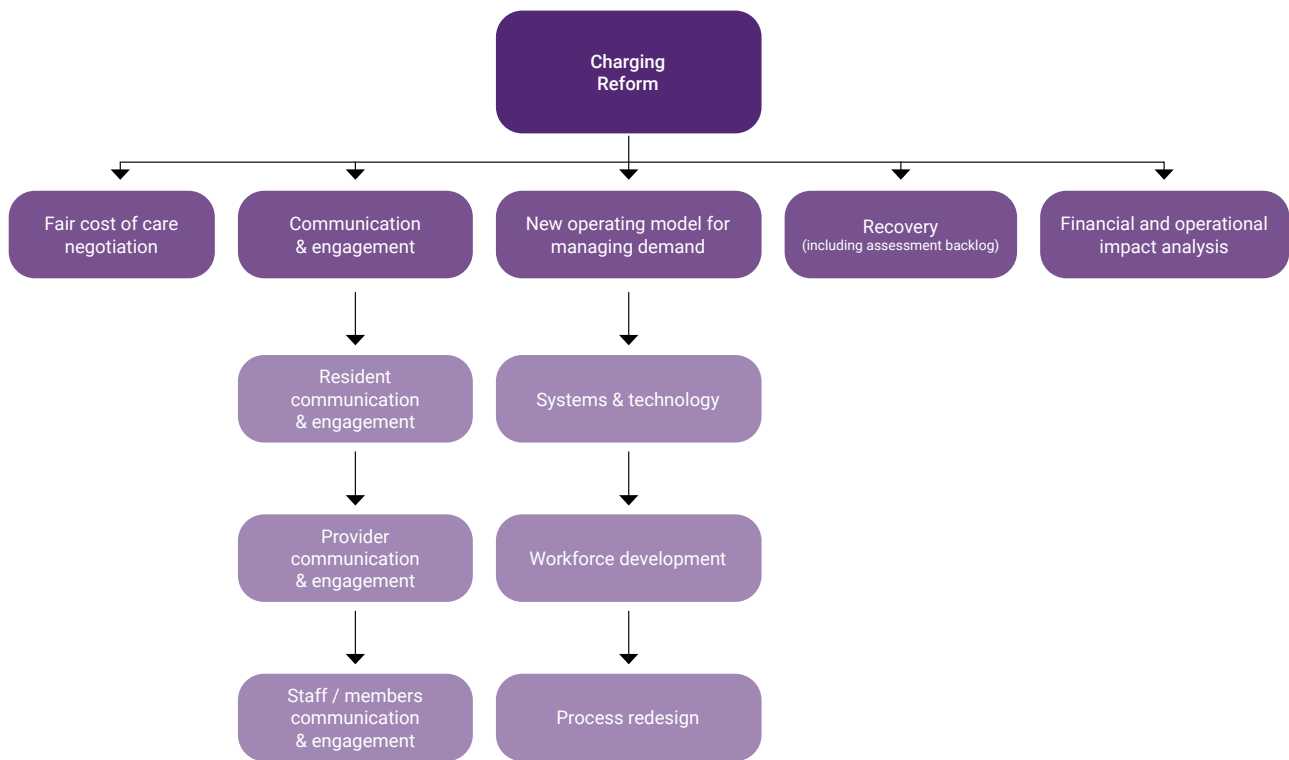 Charging
Reform
Fair cost of care
negotiation
Communication
& engagement
New operating model for
managing demand
Recovery
(including assessment backlog)
Financial and operational
impact analysis
Resident
communication
& engagement
Systems & technology
Provider
communication
& engagement
Workforce development
Staff / members
communication
& engagement
Process redesign